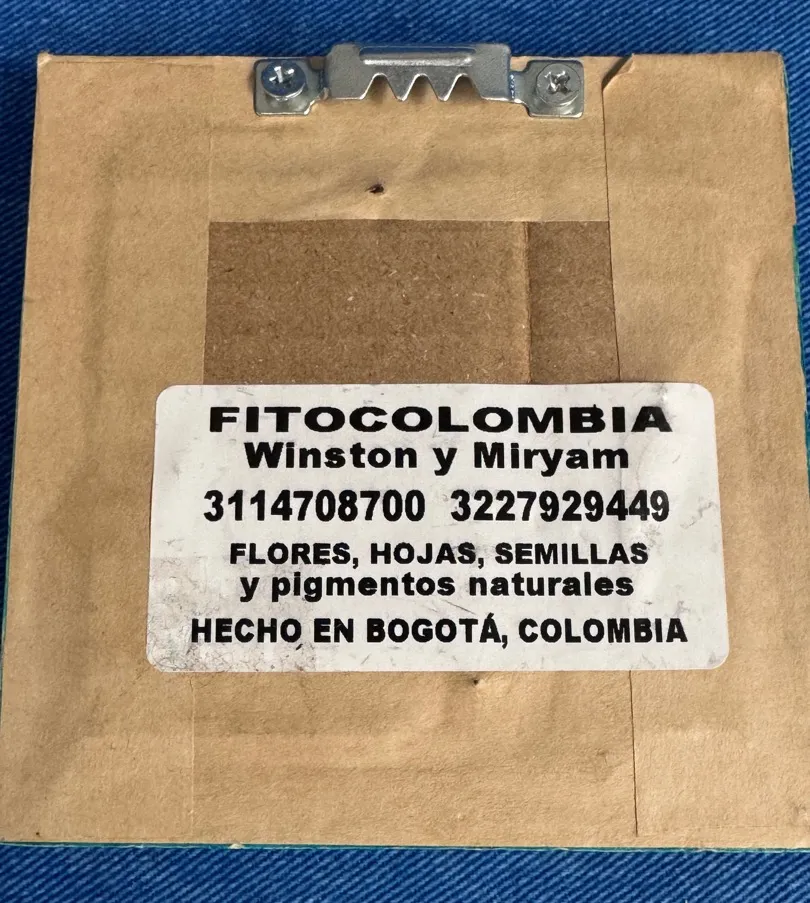 FITOCOLOMBIA
Winston y Miryam
3114708700 3227929449
FLORES, HOJAS, SEMILLAS
y pigmentos naturales
HECHO EN BOGOTÁ, COLOMBIA